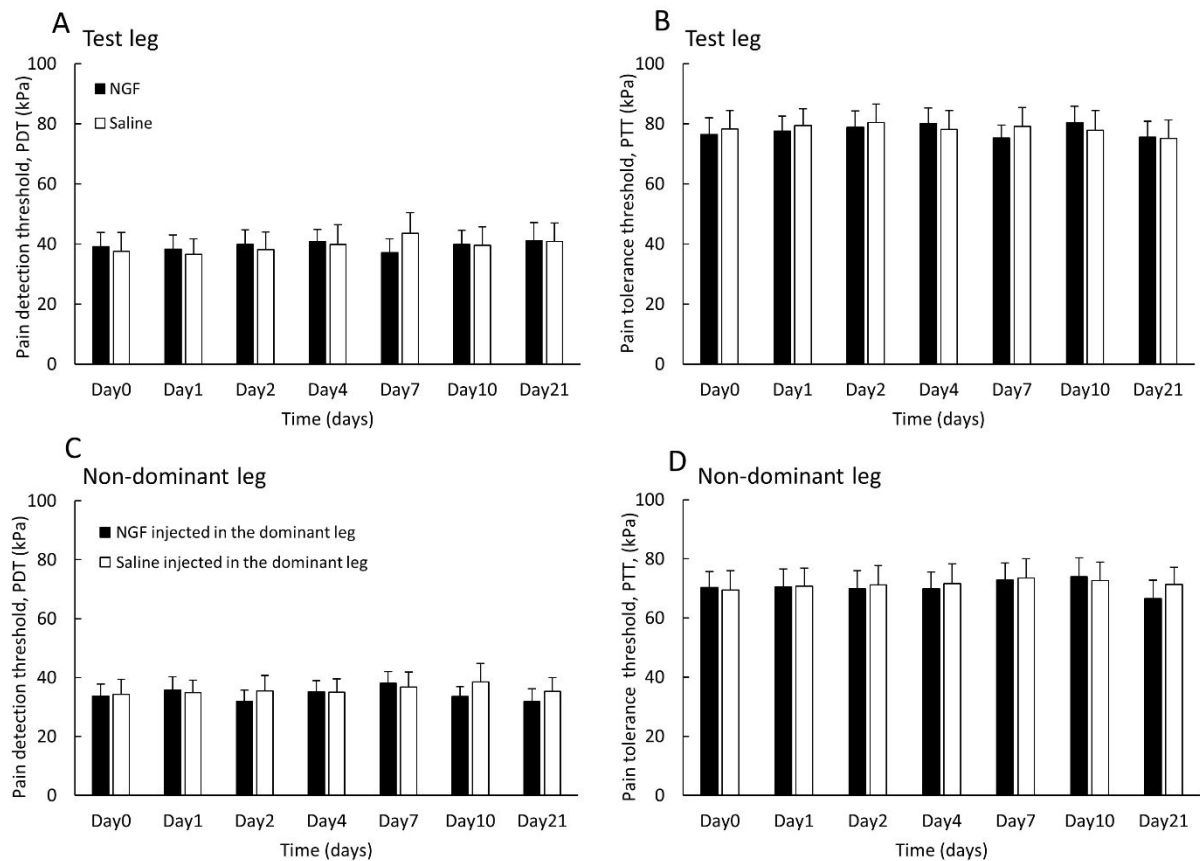 A
Test leg
100
80
60
40
20
0
Pain detection threshold, PDT (kPa)
NGF
Saline
Day0 Day1 Day2 Day4 Day7 Day10 Day21
Time (days)
B
Test leg
100
80
60
40
20
0
Pain tolerance threshold, PTT (kPa)
Day0 Day1 Day2 Day4 Day7 Day10 Day21
Time (days)
C
Non-dominant leg
100
80
60
40
20
0
Pain detection threshold, PDT (kPa)
NGF injected in the dominant leg
Saline injected in the dominant leg
Day0 Day1 Day2 Day4 Day7 Day10 Day21
Time (days)
D
Non-dominant leg
100
80
60
40
20
0
Pain tolerance threshold, PTT, (kPa)
Day0 Day1 Day2 Day4 Day7 Day10 Day21
Time (days)